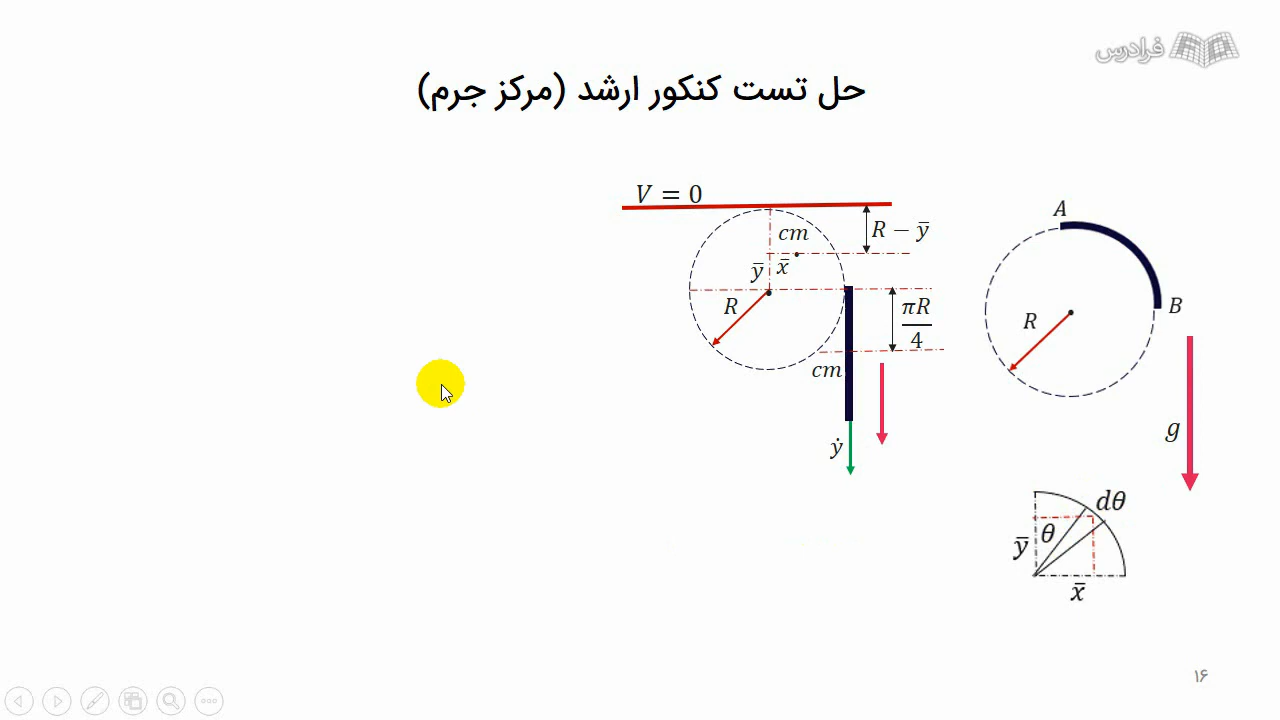 فرادرس
حل تست کنکور ارشد (مرکز جرم)
V = 0
cm
R − ȳ
ȳ
x̄
R
πR
4
cm
ẏ
A
B
R
g
dθ
θ
ȳ
x̄
۱۶